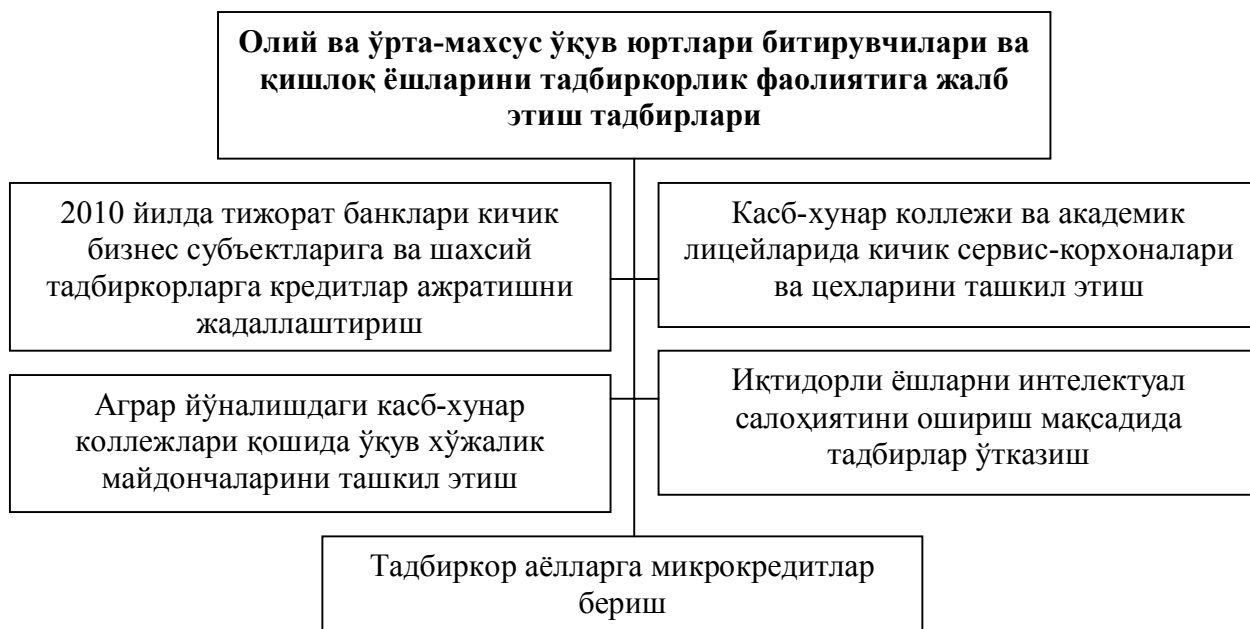 Олий ва ўрта-махсус ўқув юртлари битирувчилари ва
қишлоқ ёшларини тадбиркорлик фаолиятига жалб
этиш тадбирлари
2010 йилда тижорат банклари кичик
бизнес субъектларига ва шахсий
тадбиркорларга кредитлар ажратишни
жадаллаштириш
Касб-хунар коллежи ва академик
лицейларида кичик сервис-корхоналари
ва цехларини ташкил этиш
Аграр йўналишдаги касб-хунар
коллежлари қошида ўқув хўжалик
майдончаларини ташкил этиш
Иқтидорли ёшларни интелектуал
салоҳиятини ошириш мақсадида
тадбирлар ўтказиш
Тадбиркор аёлларга микрокредитлар
бериш